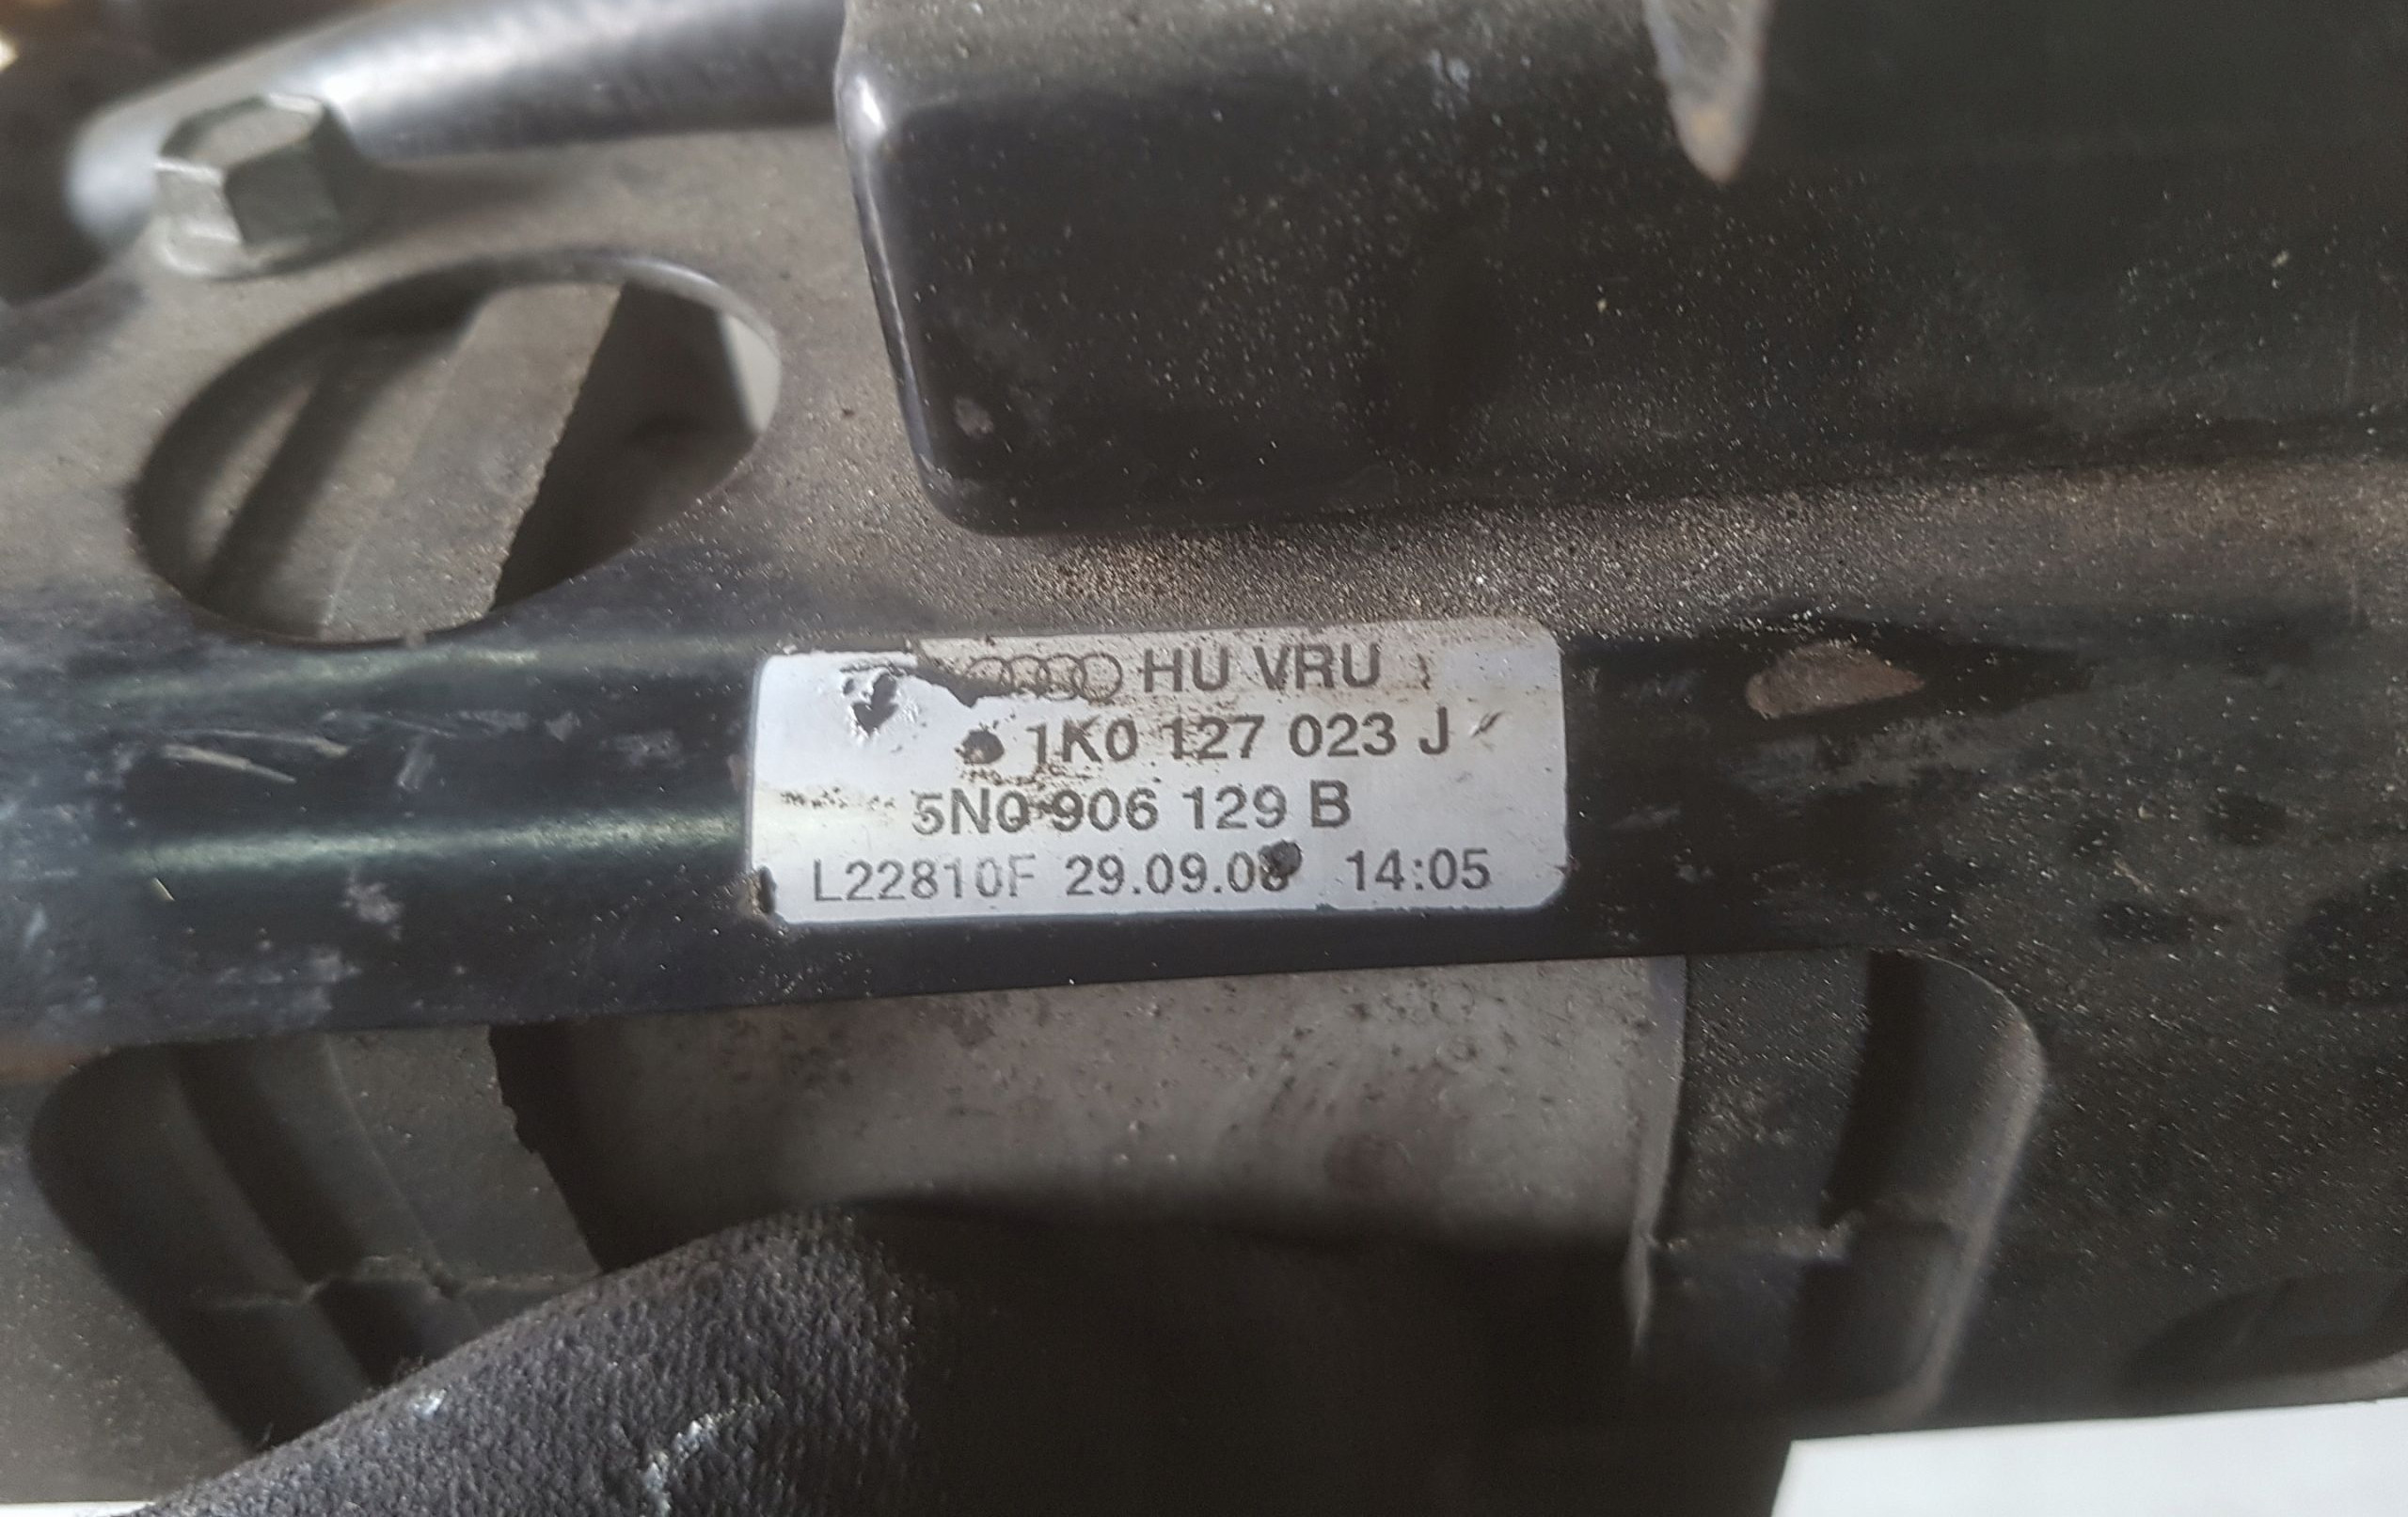 HU VRU
1K0 127 023 J
5N0 906 129 B
L22810F 29.09.08 14:05